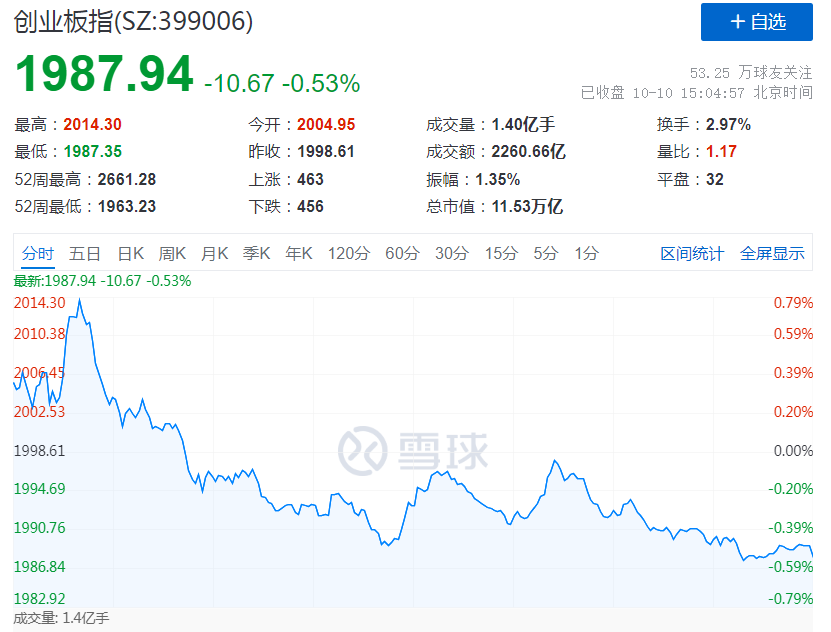 创业板指(SZ:399006)
+ 自选
1987.94 -10.67 -0.53%
53.25 万球友关注
已收盘 10-10 15:04:57 北京时间
最高：2014.30 今开：2004.95 成交量：1.40亿手 换手：2.97%
最低：1987.35 昨收：1998.61 成交额：2260.66亿 量比：1.17
52周最高：2661.28 上涨：463 振幅：1.35% 平盘：32
52周最低：1963.23 下跌：456 总市值：11.53万亿
分时 五日 日K 周K 月K 季K 年K 120分 60分 30分 15分 5分 1分 区间统计 全屏显示
最新:1987.94 -10.67 -0.53%
2014.30 0.79%
2010.38 0.59%
2006.45 0.39%
2002.53 0.20%
1998.61 0.00%
雪球
1994.69 -0.20%
1990.76 -0.39%
1986.84 -0.59%
1982.92 -0.79%
成交量: 1.4亿手